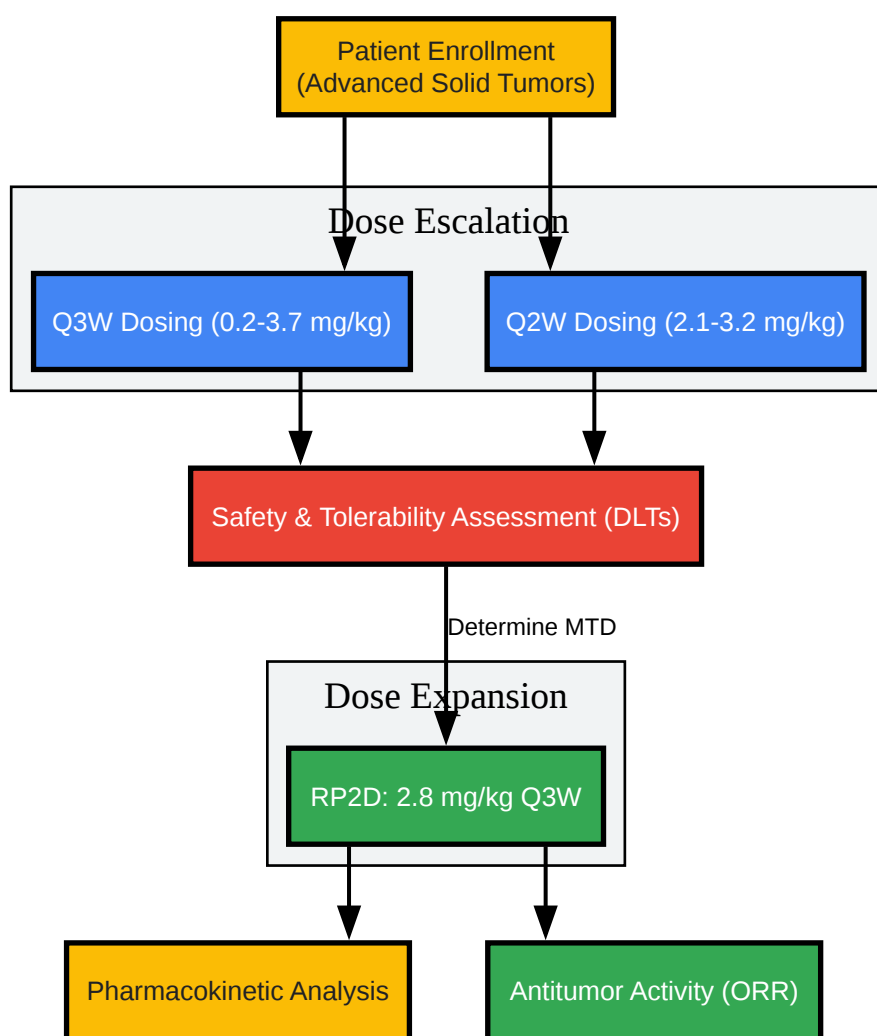 Patient Enrollment
(Advanced Solid Tumors)
Dose Escalation
Q3W Dosing (0.2-3.7 mg/kg)
Q2W Dosing (2.1-3.2 mg/kg)
Safety & Tolerability Assessment (DLTs)
Determine MTD
Dose Expansion
RP2D: 2.8 mg/kg Q3W
Pharmacokinetic Analysis
Antitumor Activity (ORR)